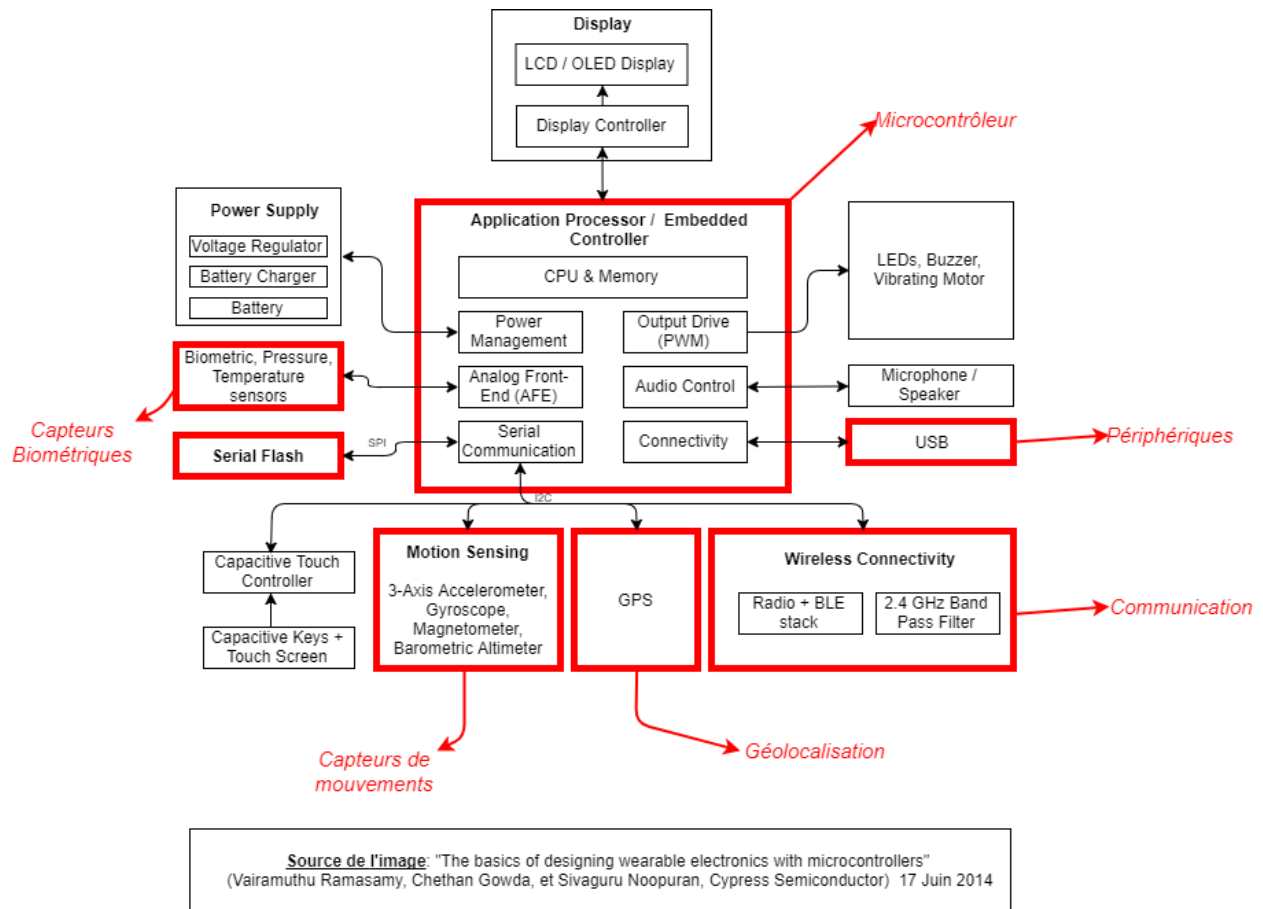 Display
LCD / OLED Display
Display Controller
Microcontrôleur
Power Supply
Voltage Regulator
Battery Charger
Battery
Application Processor / Embedded
Controller
CPU & Memory
Power
Management
Output Drive
(PWM)
Analog Front-
End (AFE)
Audio Control
Serial
Communication
Connectivity
LEDs, Buzzer,
Vibrating Motor
Biometric, Pressure,
Temperature
sensors
Microphone /
Speaker
Capteurs
Biométriques
Serial Flash
SPI
USB
Périphériques
I2C
Capacitive Touch
Controller
Capacitive Keys +
Touch Screen
Motion Sensing
3-Axis Accelerometer,
Gyroscope,
Magnetometer,
Barometric Altimeter
GPS
Wireless Connectivity
Radio + BLE
stack
2.4 GHz Band
Pass Filter
Communication
Capteurs de
mouvements
Géolocalisation
Source de l'image: "The basics of designing wearable electronics with microcontrollers"
(Vairamuthu Ramasamy, Chethan Gowda, et Sivaguru Noopuran, Cypress Semiconductor) 17 Juin 2014